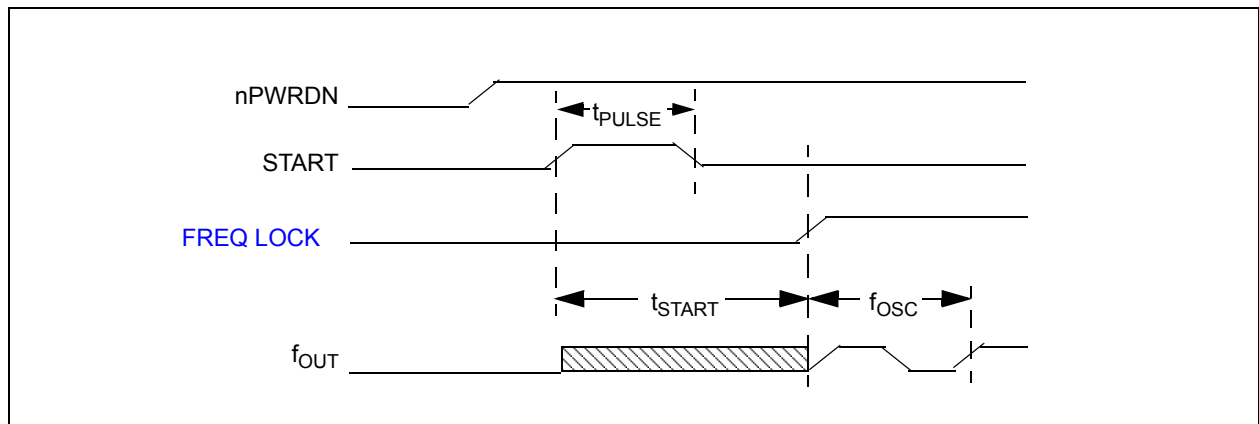 nPWRDN
tPULSE
START
FREQ LOCK
tSTART
fOSC
fOUT